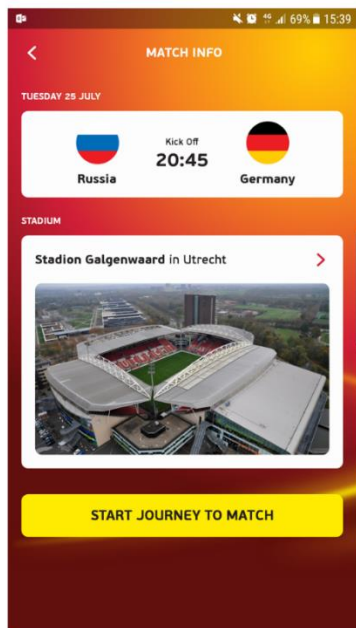 4G 69% 15:39
MATCH INFO
TUESDAY 25 JULY
Kick Off
20:45
Russia
Germany
STADIUM
Stadion Galgenwaard in Utrecht
START JOURNEY TO MATCH